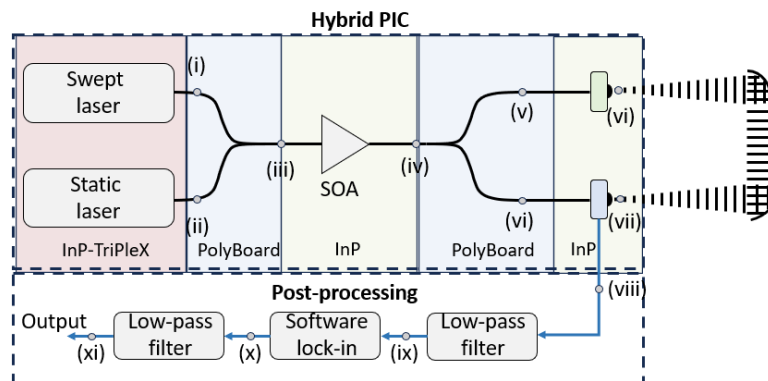 Hybrid PIC
Swept
laser
(i)
(v)
(vi)
(iii)
SOA
(iv)
Static
laser
(ii)
(vi)
(vii)
InP-TriPleX
PolyBoard
InP
PolyBoard
InP
Post-processing
(viii)
Output
Low-pass
filter
Software
lock-in
Low-pass
filter
(xi)
(x)
(ix)